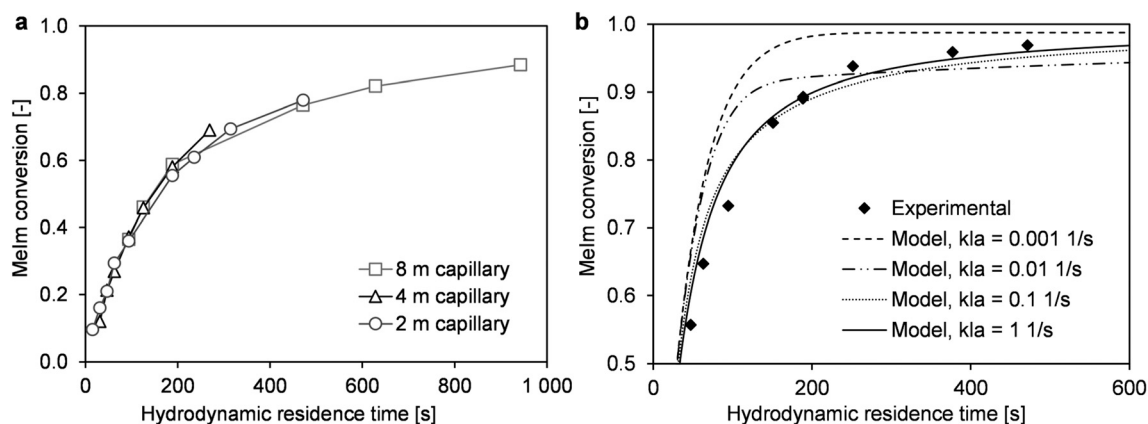 a
MeIm conversion [-]
1.0
0.8
0.6
0.4
0.2
0.0
0
200
400
600
800
1 000
Hydrodynamic residence time [s]
8 m capillary
4 m capillary
2 m capillary
b
MeIm conversion [-]
1.0
0.9
0.8
0.7
0.6
0.5
0
200
400
600
Hydrodynamic residence time [s]
Experimental
Model, kla = 0.001 1/s
Model, kla = 0.01 1/s
Model, kla = 0.1 1/s
Model, kla = 1 1/s